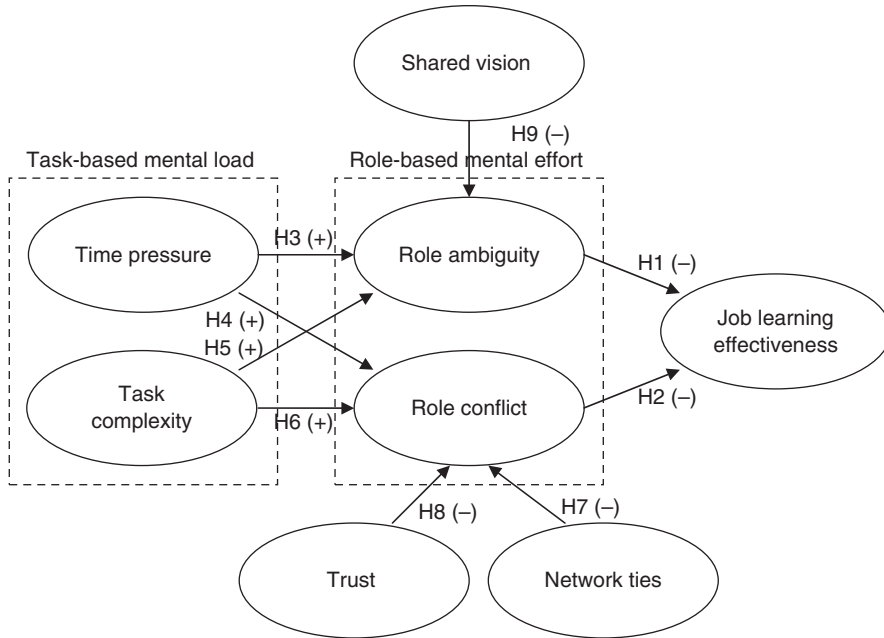 Shared vision
H9 (–)
Task-based mental load
Role-based mental effort
Time pressure
H3 (+)
Role ambiguity
H1 (–)
H4 (+)
H5 (+)
Job learning
effectiveness
Task
complexity
H6 (+)
Role conflict
H2 (–)
H8 (–)
H7 (–)
Trust
Network ties